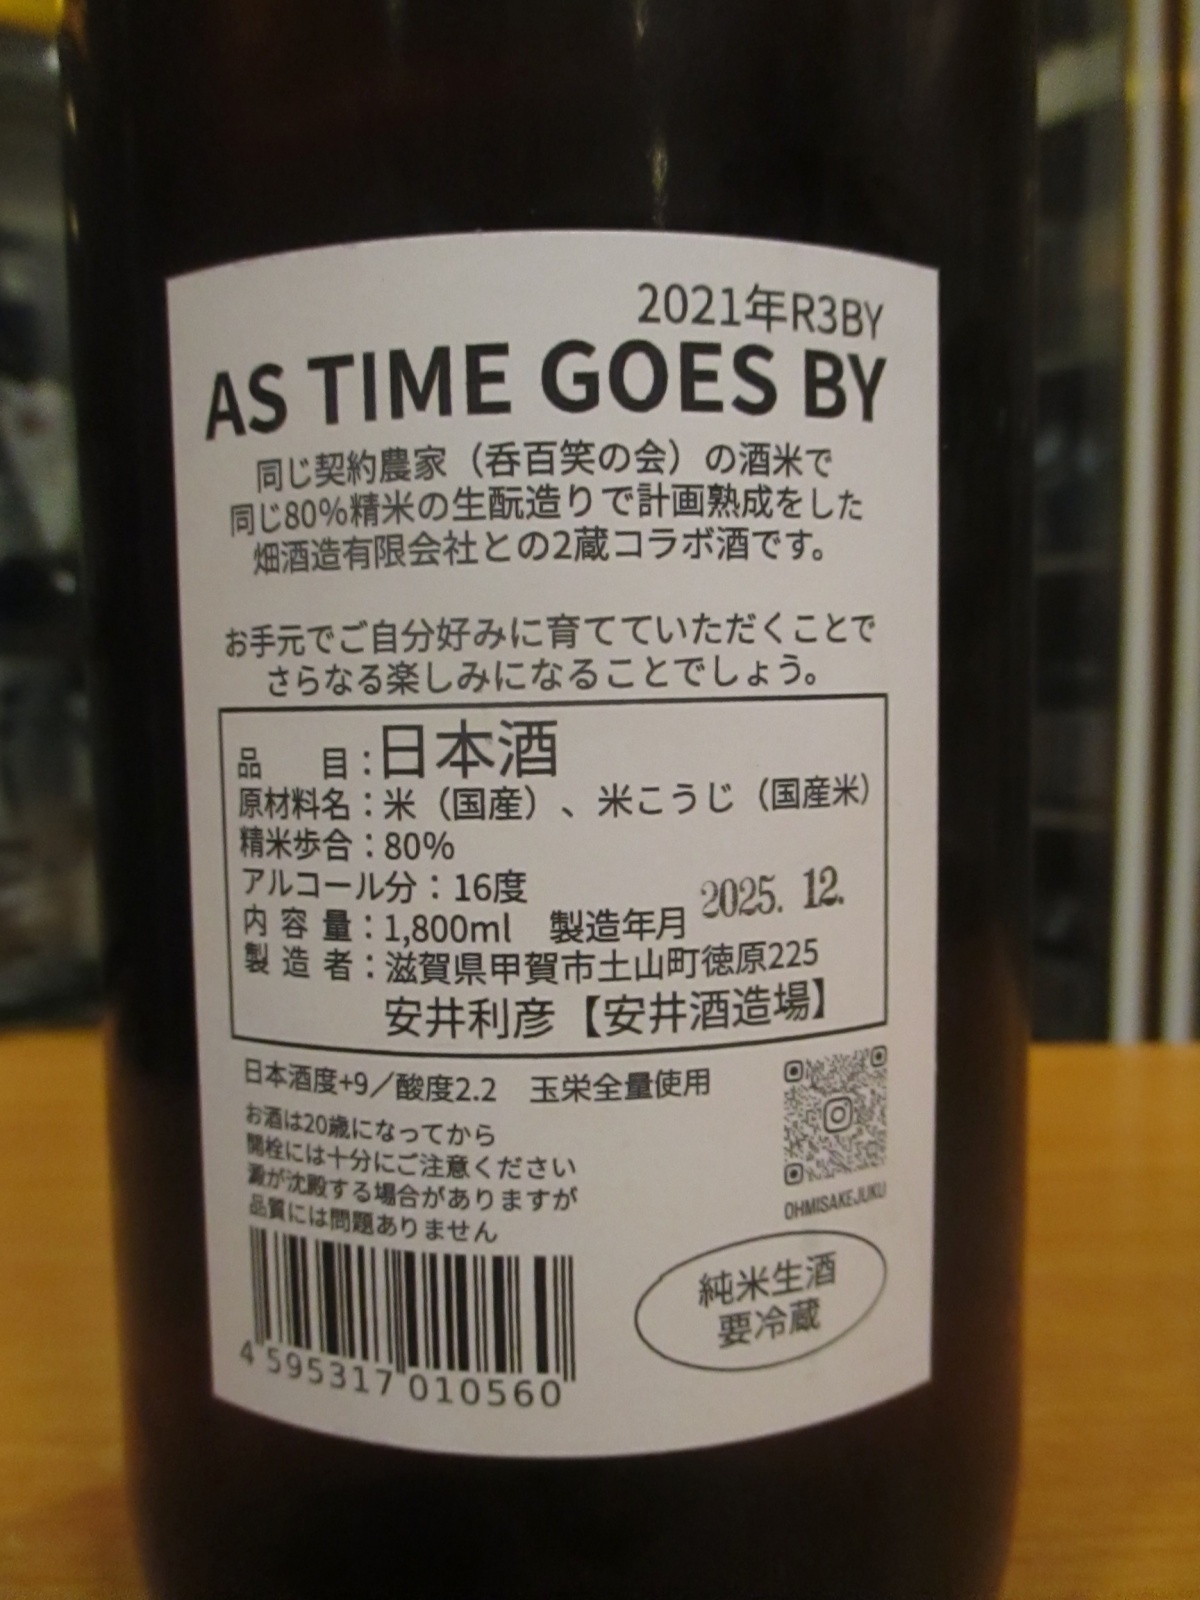 2021年R3BY
AS TIME GOES BY
同じ契約農家（呑百笑の会）の酒米で
同じ80%精米の生酛造りで計画熟成をした
畑酒造有限会社との2蔵コラボ酒です。
お手元でご自分好みに育てていただくことで
さらなる楽しみになることでしょう。
品 目：日本酒
原材料名：米（国産）、米こうじ（国産米）
精米歩合：80%
アルコール分：16度
内容量：1,800ml 製造年月 2025. 12.
製造者：滋賀県甲賀市土山町徳原225
安井利彦【安井酒造場】
日本酒度+9／酸度2.2 玉栄全量使用
お酒は20歳になってから
開栓には十分にご注意ください
澱が沈殿する場合がありますが
品質には問題ありません
OHMISAKEJUKU
純米生酒
要冷蔵
4 595317 010560